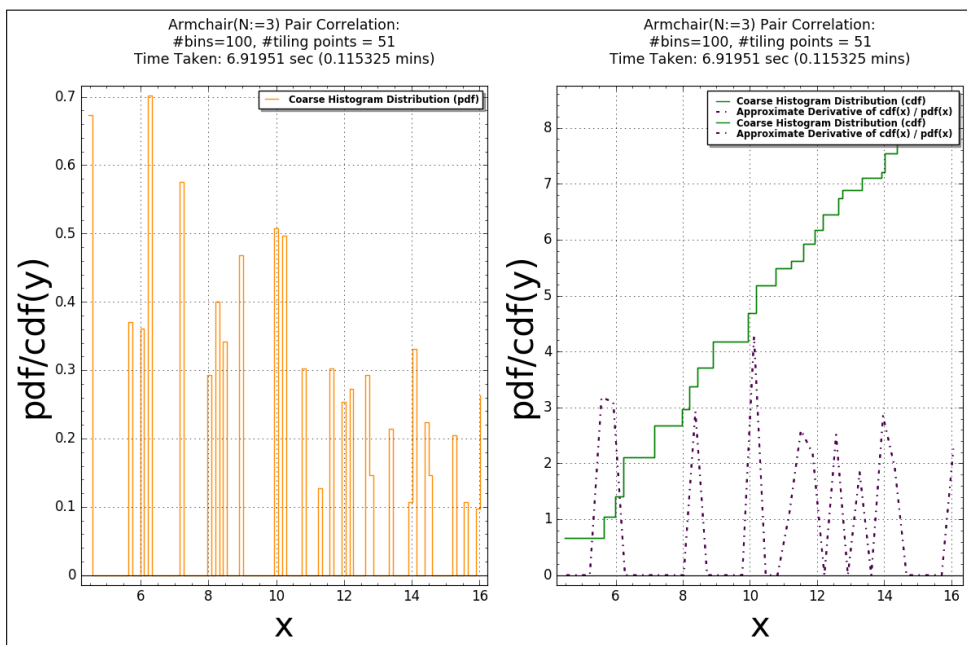 Armchair(N:=3) Pair Correlation:
#bins=100, #tiling points = 51
Time Taken: 6.91951 sec (0.115325 mins)
Coarse Histogram Distribution (pdf)
0.7
0.6
0.5
0.4
0.3
0.2
0.1
0
pdf/cdf(y)
6 8 10 12 14 16
X
Armchair(N:=3) Pair Correlation:
#bins=100, #tiling points = 51
Time Taken: 6.91951 sec (0.115325 mins)
Coarse Histogram Distribution (cdf)
Approximate Derivative of cdf(x) / pdf(x)
Coarse Histogram Distribution (cdf)
Approximate Derivative of cdf(x) / pdf(x)
8
7
6
5
4
3
2
1
0
pdf/cdf(y)
6 8 10 12 14 16
X